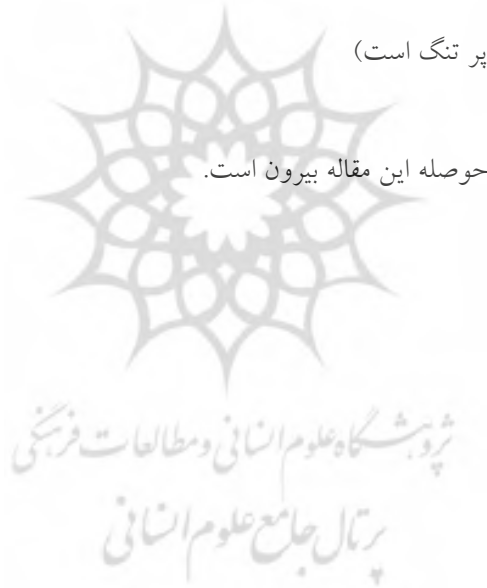 پر تنگ است)
حوصله این مقاله بیرون است.
پژوهشگاه علوم انسانی و مطالعات فرهنگی
پرتال جامع علوم انسانی